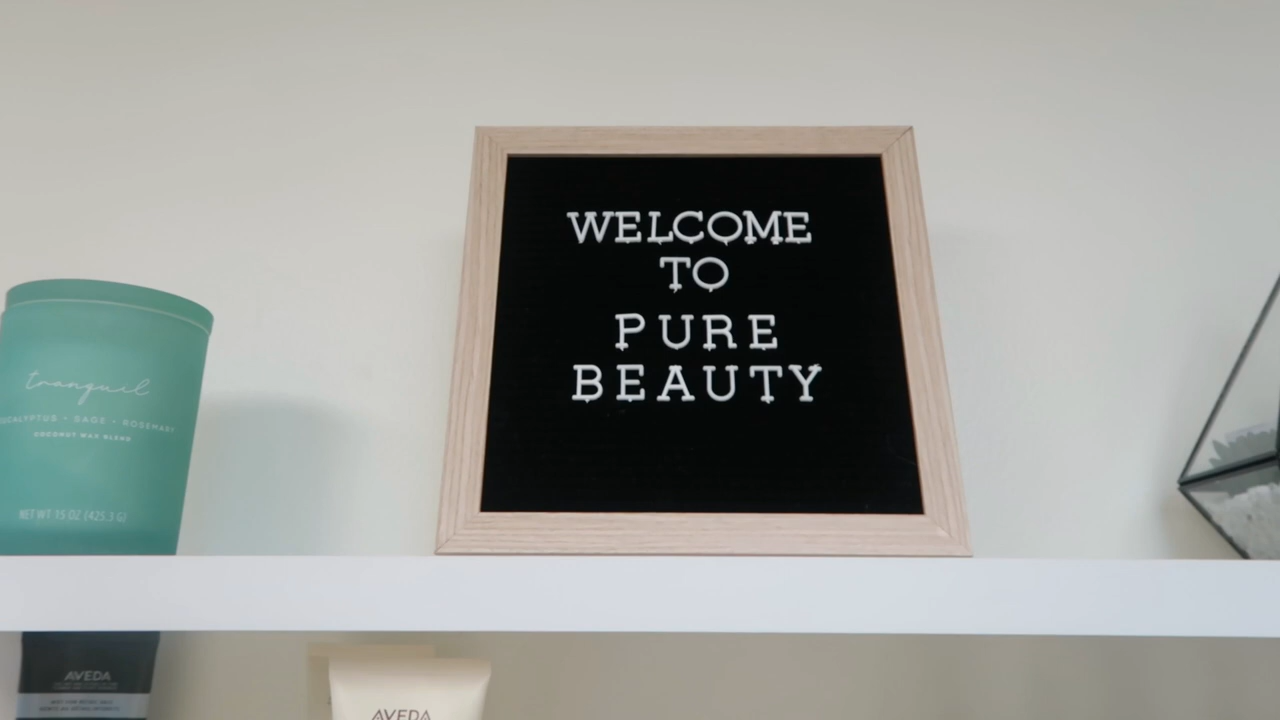 WELCOME
TO
PURE
BEAUTY
tranquil
EUCALYPTUS • SAGE • ROSEMARY
COCONUT WAX BLEND
NET WT 15 OZ (425.3 G)
AVEDA
AVEDA